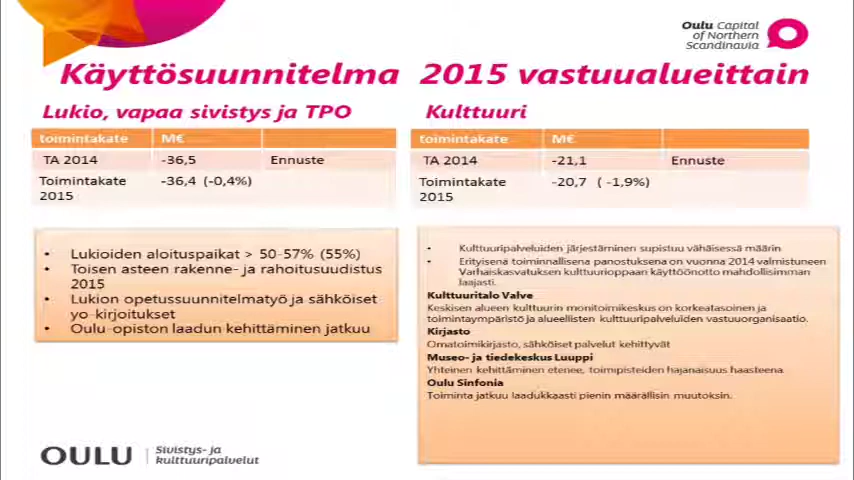 Oulu Capital
of Northern
Scandinavia
Käyttösuunnitelma 2015 vastuualueittain
Lukio, vapaa sivistys ja TPO
toimintakate M€
TA 2014 -36,5 Ennuste
Toimintakate -36,4 (-0,4%)
2015
• Lukioiden aloituspaikat > 50-57% (55%)
• Toisen asteen rakenne- ja rahoitusuudistus
2015
• Lukion opetussuunnitelmatyö ja sähköiset
yo-kirjoitukset
• Oulu-opiston laadun kehittäminen jatkuu
Kulttuuri
toimintakate M€
TA 2014 -21,1 Ennuste
Toimintakate -20,7 ( -1,9%)
2015
• Kulttuuripalveluiden järjestäminen supistuu vähäisessä määrin
• Erityisenä toiminnallisena panostuksena on vuonna 2014 valmistuneen
Varhaiskasvatuksen kulttuurioppaan käyttöönotto mahdollisimman
laajasti.
Kulttuuritalo Valve
Keskisen alueen kulttuurin monitoimikeskus on korkeatasoinen ja
toimintaympäristö ja alueellisten kulttuuripalveluiden vastuuorganisaatio.
Kirjasto
Omatoimikirjasto, sähköiset palvelut kehittyvät
Museo- ja tiedekeskus Luuppi
Yhteinen kehittäminen etenee, toimipisteiden hajanaisuus haasteena.
Oulu Sinfonia
Toiminta jatkuu laadukkaasti pienin määrällisin muutoksin.
OULU
Sivistys- ja
kulttuuripalvelut